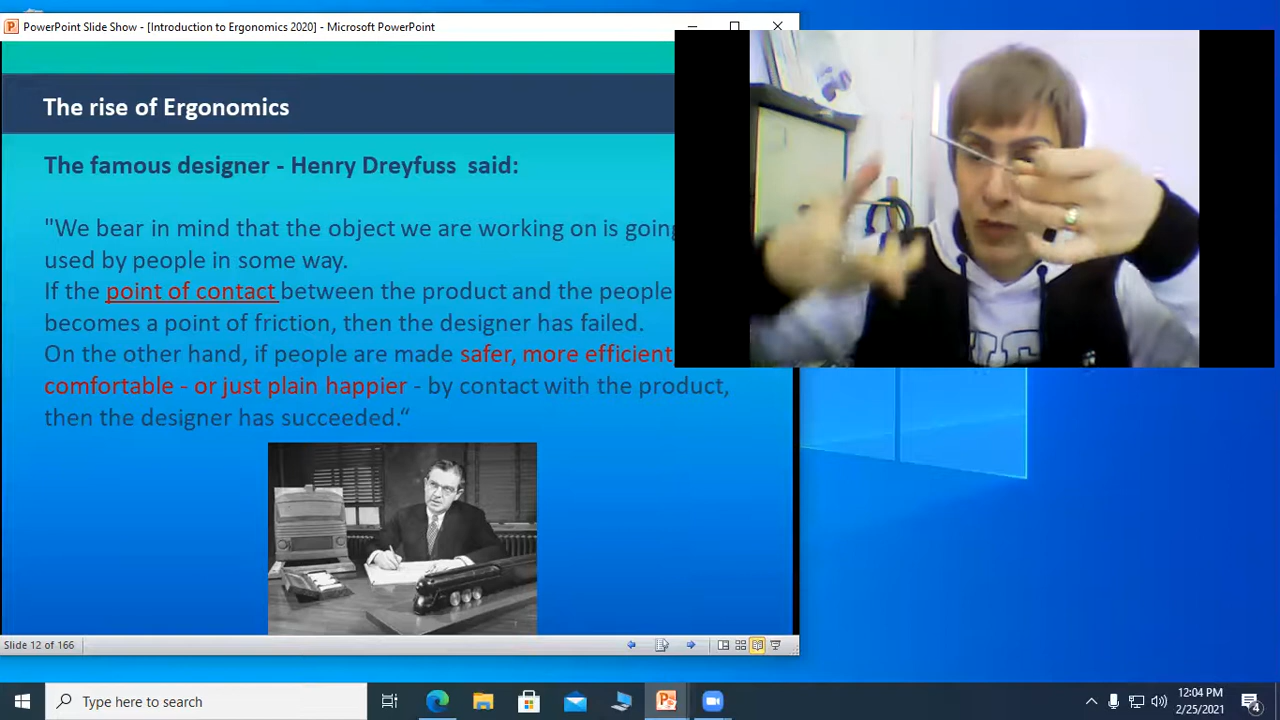 PowerPoint Slide Show - [Introduction to Ergonomics 2020] - Microsoft PowerPoint
The rise of Ergonomics
The famous designer - Henry Dreyfuss said:
"We bear in mind that the object we are working on is going
used by people in some way.
If the point of contact between the product and the people
becomes a point of friction, then the designer has failed.
On the other hand, if people are made safer, more efficient
comfortable - or just plain happier - by contact with the product,
then the designer has succeeded.“
Slide 12 of 166
Type here to search
12:04 PM
2/25/2021
4